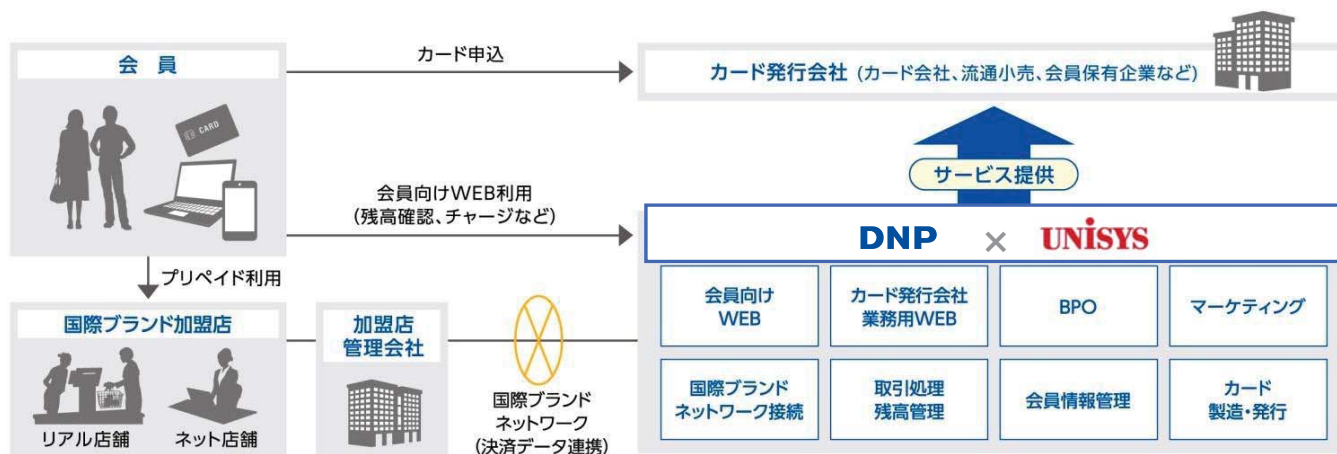 会 員
CARD
カード申込
カード発行会社 (カード会社、流通小売、会員保有企業など)
サービス提供
会員向けWEB利用
(残高確認、チャージなど)
DNP × UNiSYS
プリペイド利用
国際ブランド加盟店
リアル店舗
ネット店舗
加盟店
管理会社
国際ブランド
ネットワーク
(決済データ連携)
会員向け
WEB
カード発行会社
業務用WEB
BPO
マーケティング
国際ブランド
ネットワーク接続
取引処理
残高管理
会員情報管理
カード
製造・発行